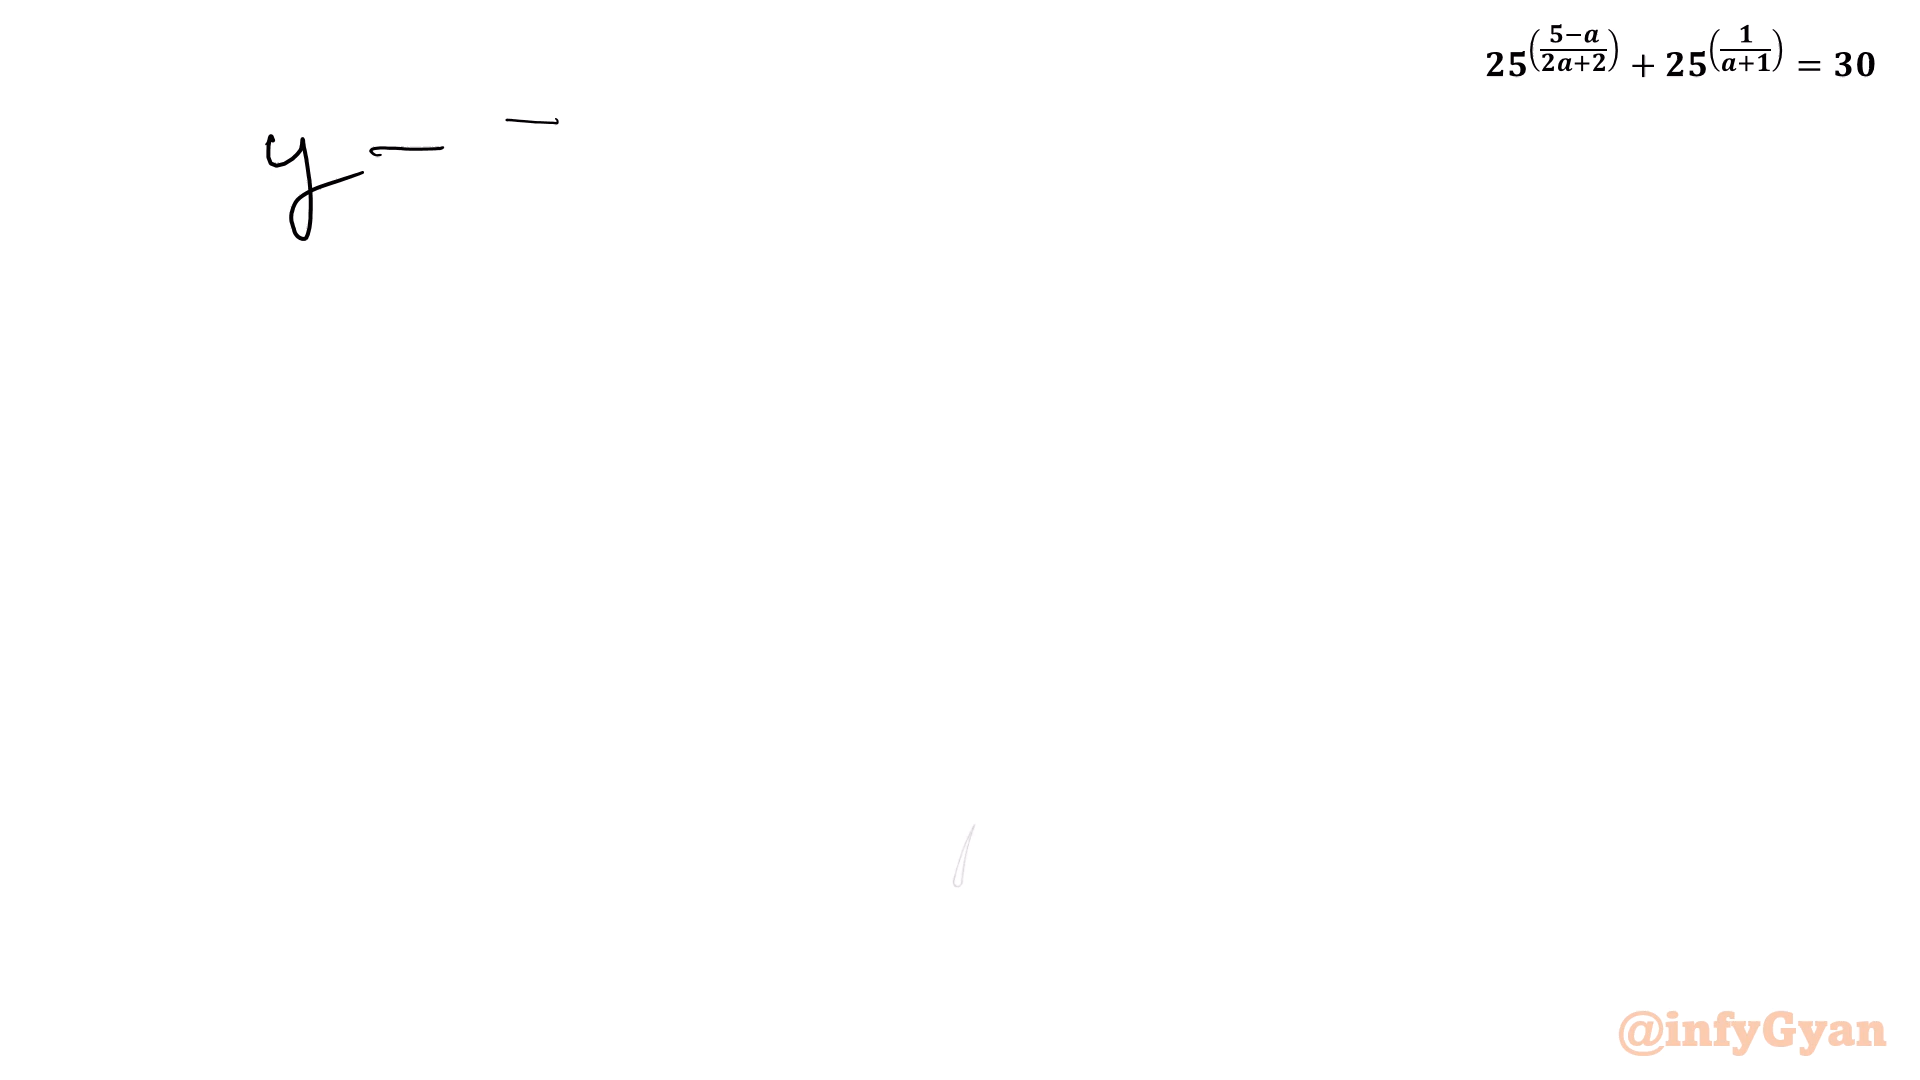 25^((5−a)/(2a+2)) + 25^(1/(a+1)) = 30
y − −
@infyGyan